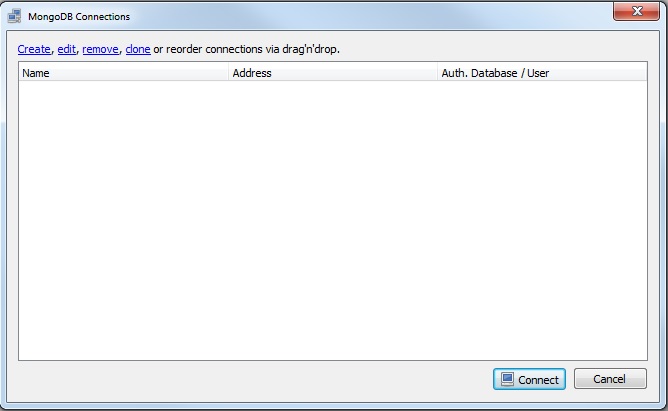 MongoDB Connections
Create, edit, remove, clone or reorder connections via drag'n'drop.
Name Address Auth. Database / User
Connect Cancel